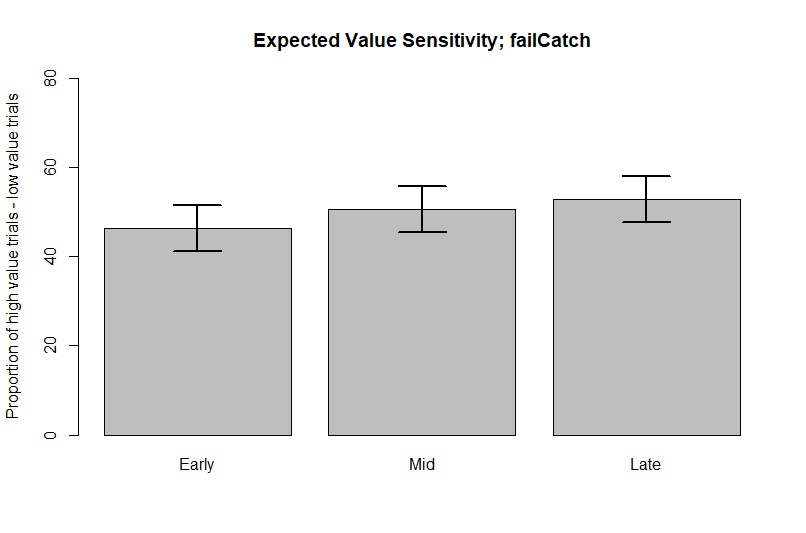 Expected Value Sensitivity; failCatch
Proportion of high value trials - low value trials
80
60
40
20
0
Early
Mid
Late